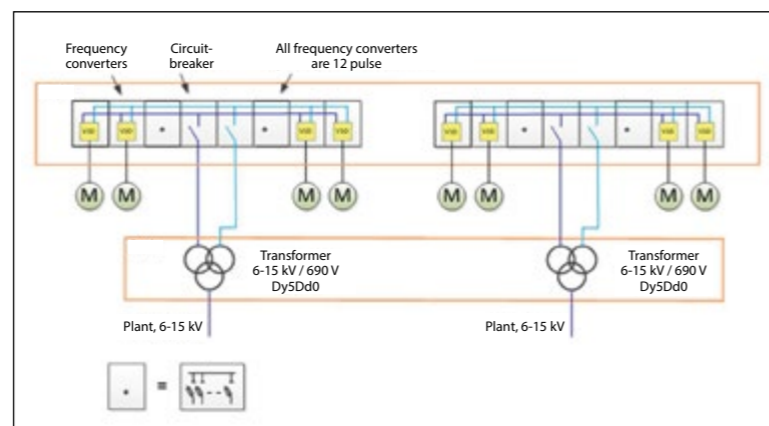 Frequency
converters
Circuit-
breaker
All frequency converters
are 12 pulse
VSD
VSD
VSD
VSD
VSD
VSD
VSD
VSD
M
M
M
M
M
M
M
M
Transformer
6-15 kV / 690 V
Dy5Dd0
Transformer
6-15 kV / 690 V
Dy5Dd0
Plant, 6-15 kV
Plant, 6-15 kV
=